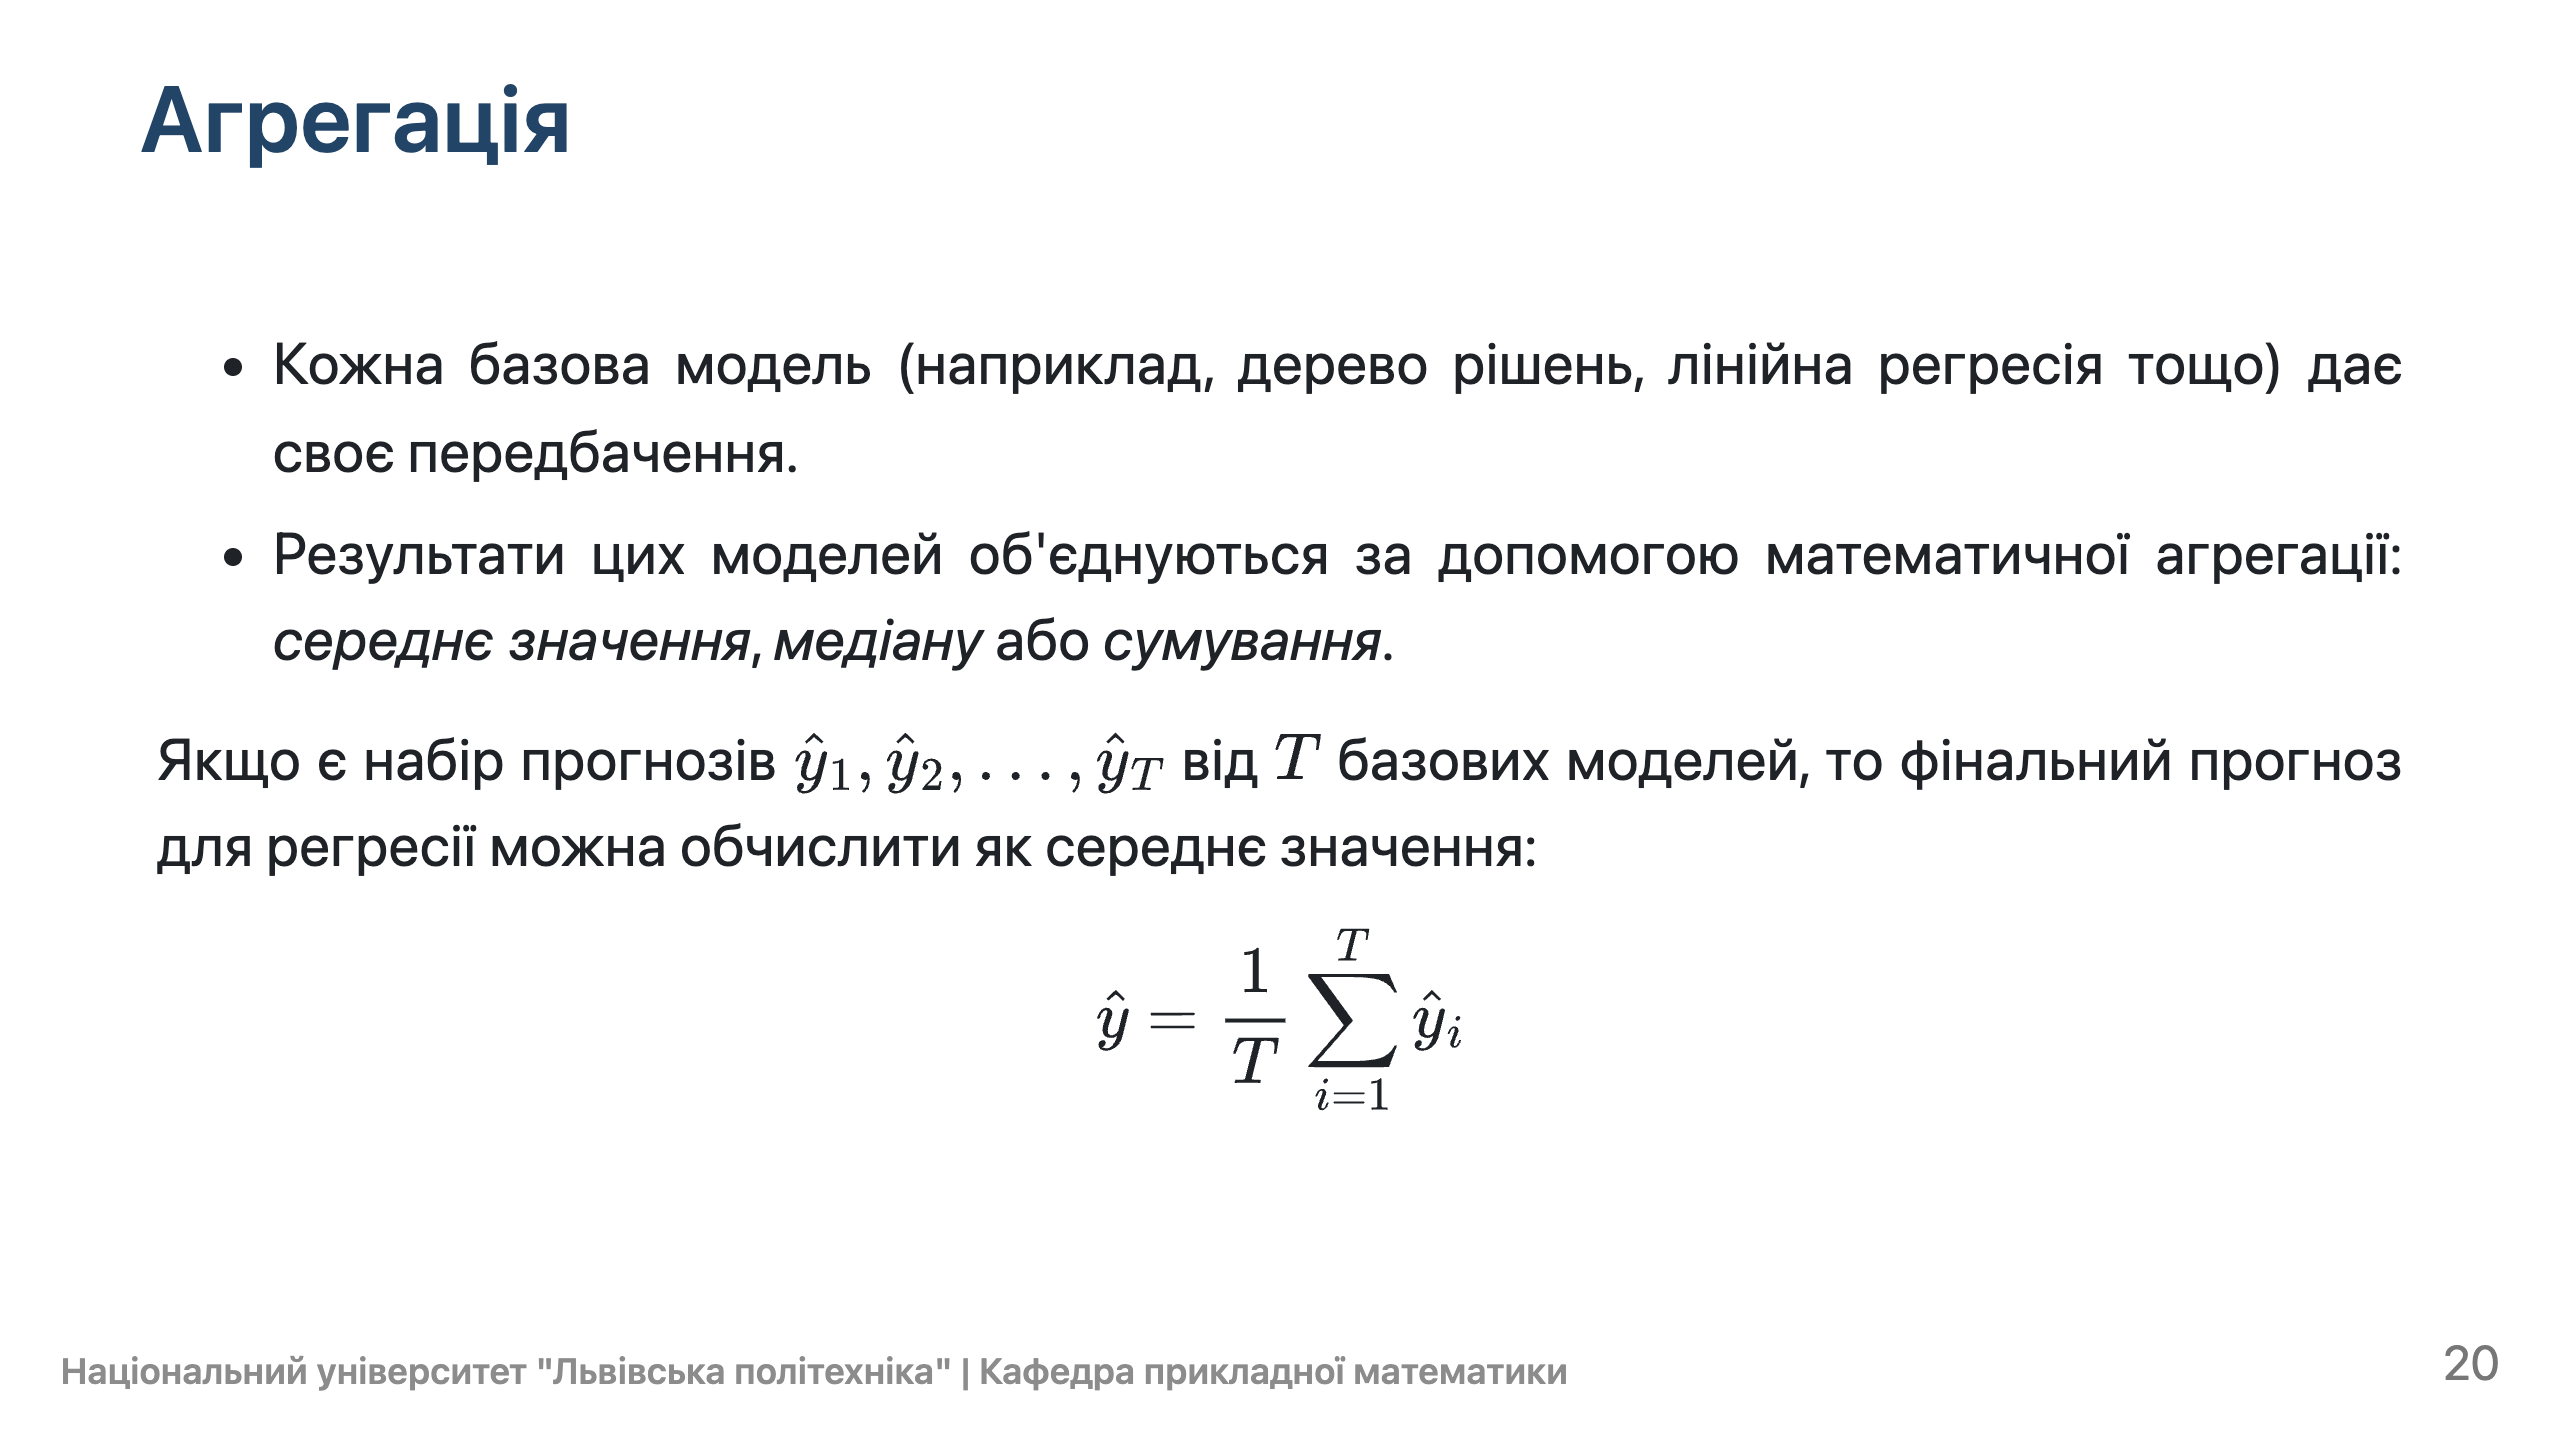 Агрегація
• Кожна базова модель (наприклад, дерево рішень, лінійна регресія тощо) дає
своє передбачення.
• Результати цих моделей об'єднуються за допомогою математичної агрегації:
середнє значення, медіану або сумування.
Якщо є набір прогнозів ŷ₁, ŷ₂, . . . , ŷ_T від T базових моделей, то фінальний прогноз
для регресії можна обчислити як середнє значення:
ŷ = \frac{1}{T} \sum_{i=1}^{T} ŷ_i
Національний університет "Львівська політехніка" | Кафедра прикладної математики
20